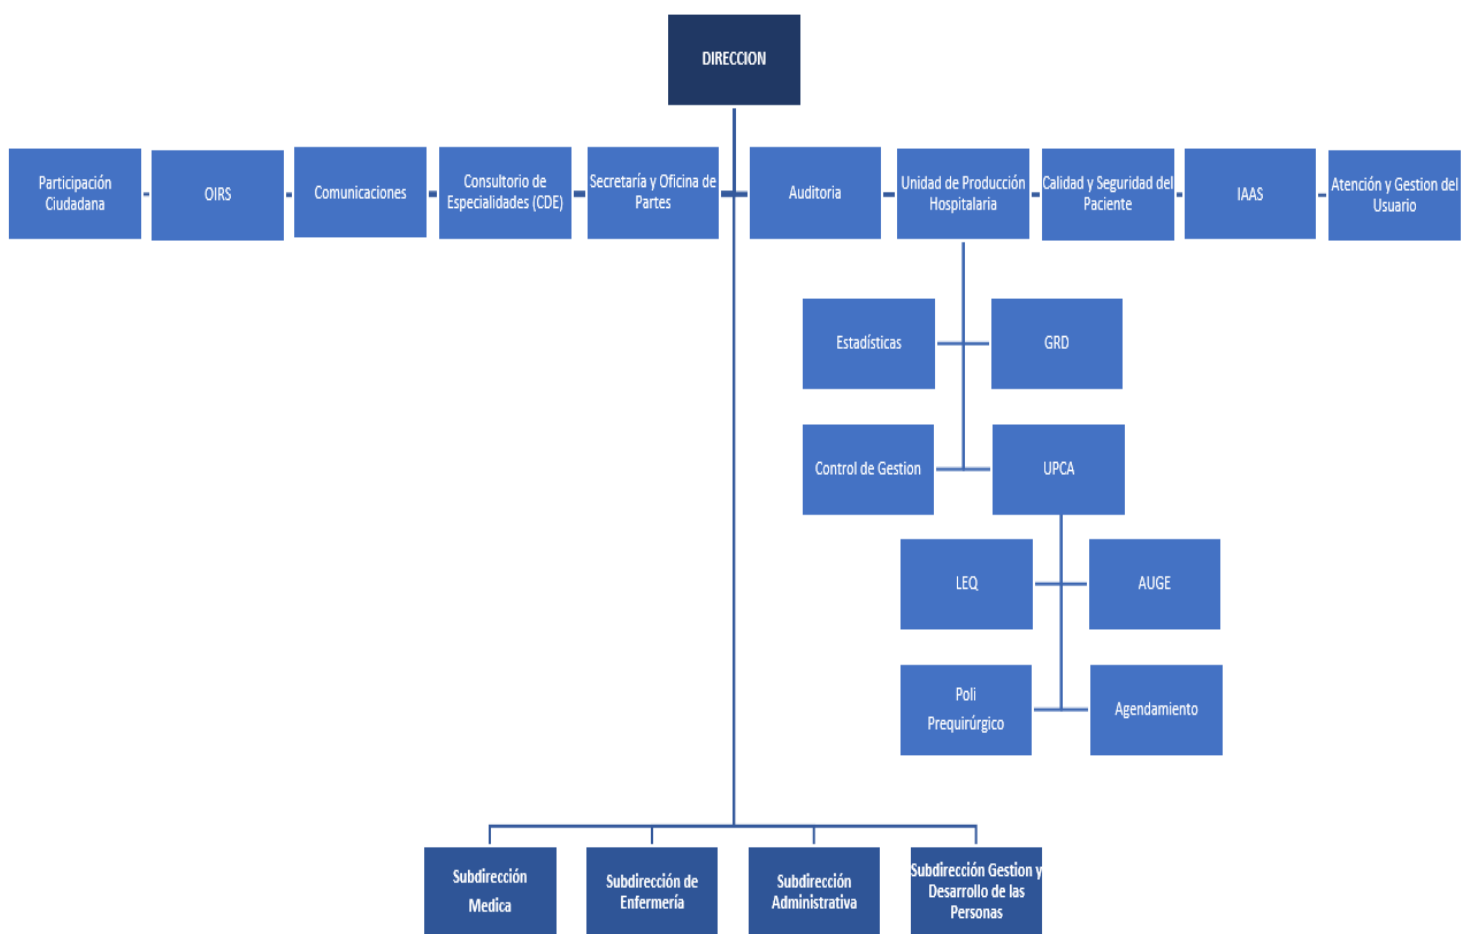 DIRECCION
Participación
Ciudadana
OIRS
Comunicaciones
Consultorio de
Especialidades (CDE)
Secretaría y Oficina de
Partes
Auditoria
Unidad de Producción
Hospitalaria
Calidad y Seguridad del
Paciente
IAAS
Atención y Gestion del
Usuario
Estadísticas
GRD
Control de Gestion
UPCA
LEQ
AUGE
Poli
Prequirúrgico
Agendamiento
Subdirección
Medica
Subdirección de
Enfermería
Subdirección
Administrativa
Subdirección Gestion y
Desarrollo de las
Personas